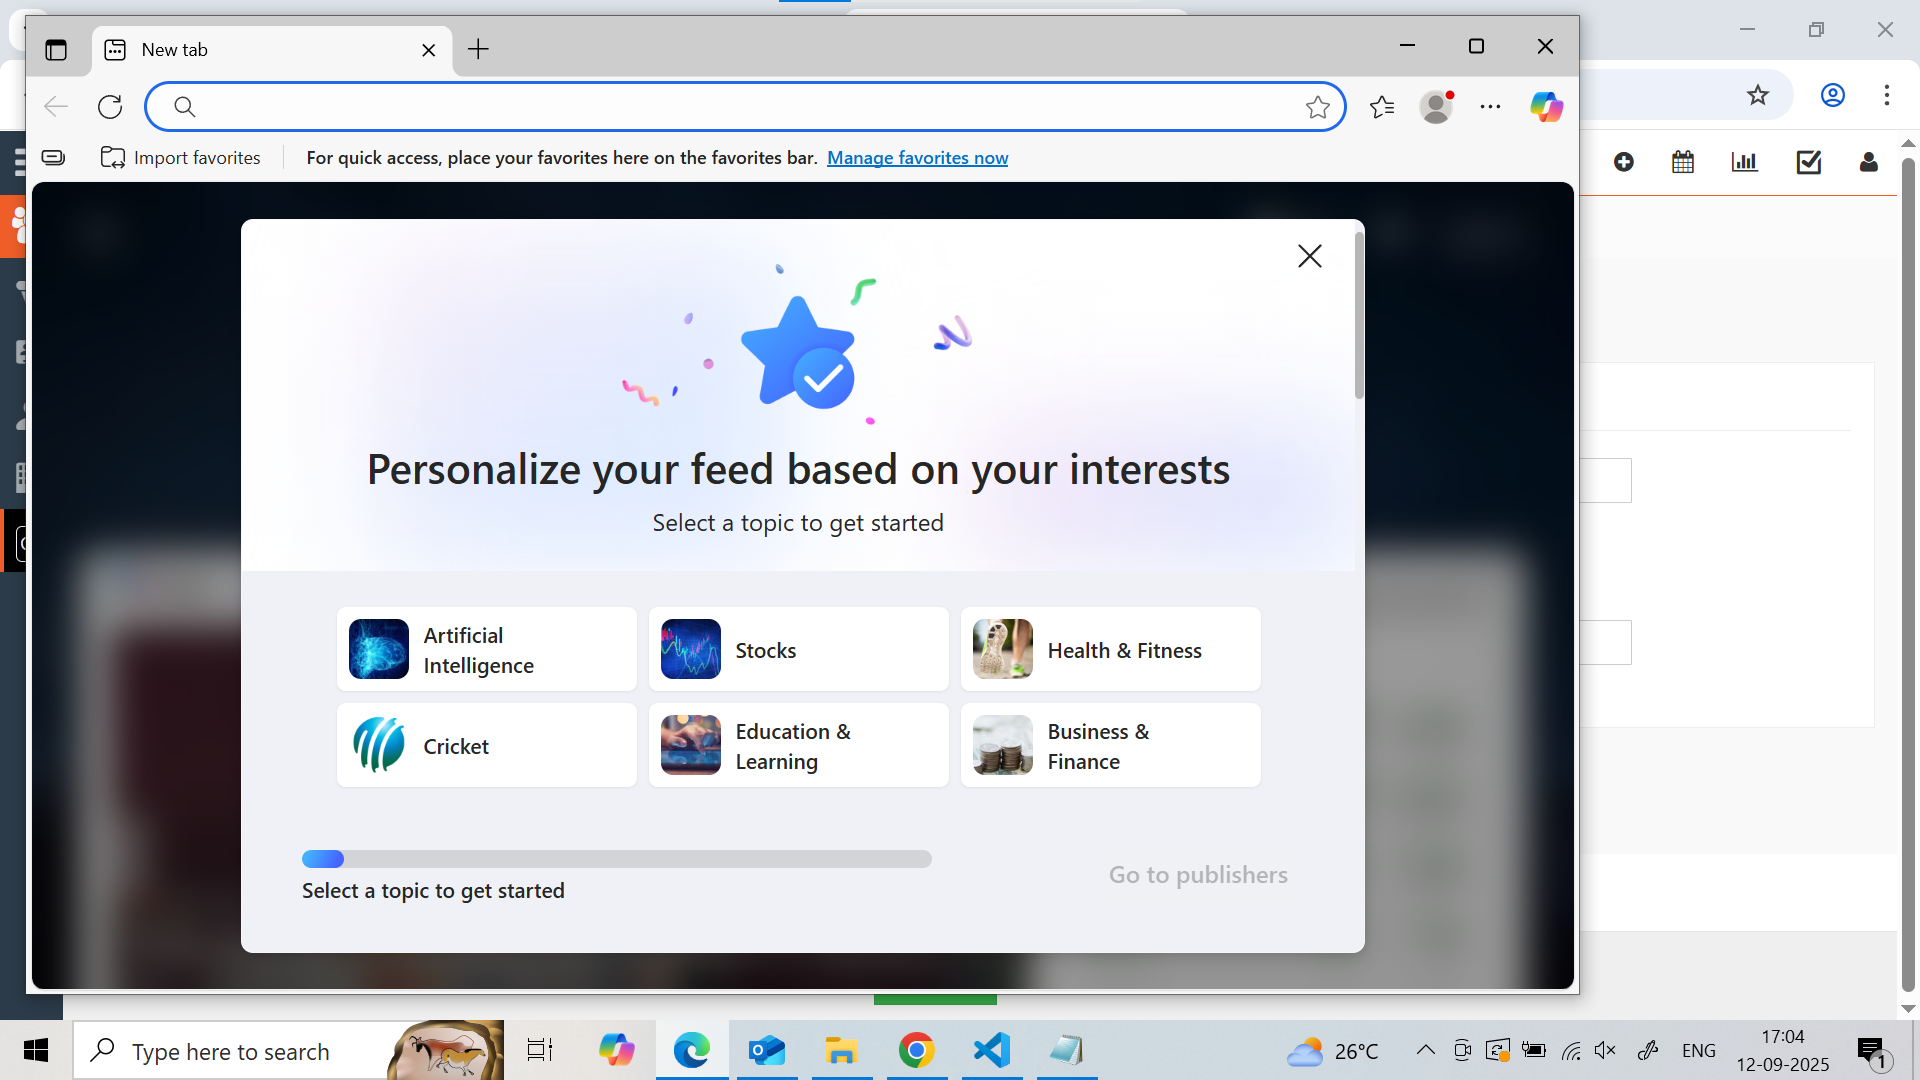 New tab
Import favorites
For quick access, place your favorites here on the favorites bar. Manage favorites now
Personalize your feed based on your interests
Select a topic to get started
Artificial
Intelligence
Stocks
Health & Fitness
Cricket
Education &
Learning
Business &
Finance
Select a topic to get started
Go to publishers
Type here to search
26°C
ENG
17:04
12-09-2025
1